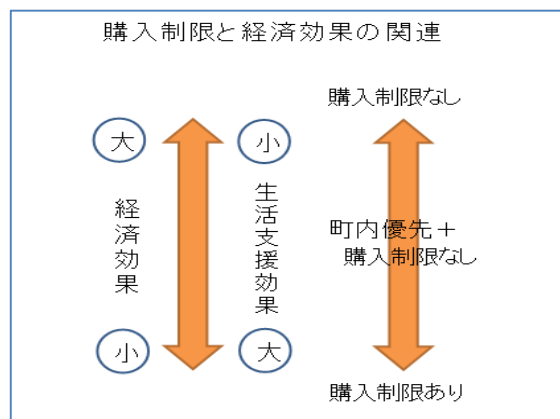 購入制限と経済効果の関連
購入制限なし
大
小
経済効果
生活支援効果
町内優先＋
購入制限なし
小
大
購入制限あり